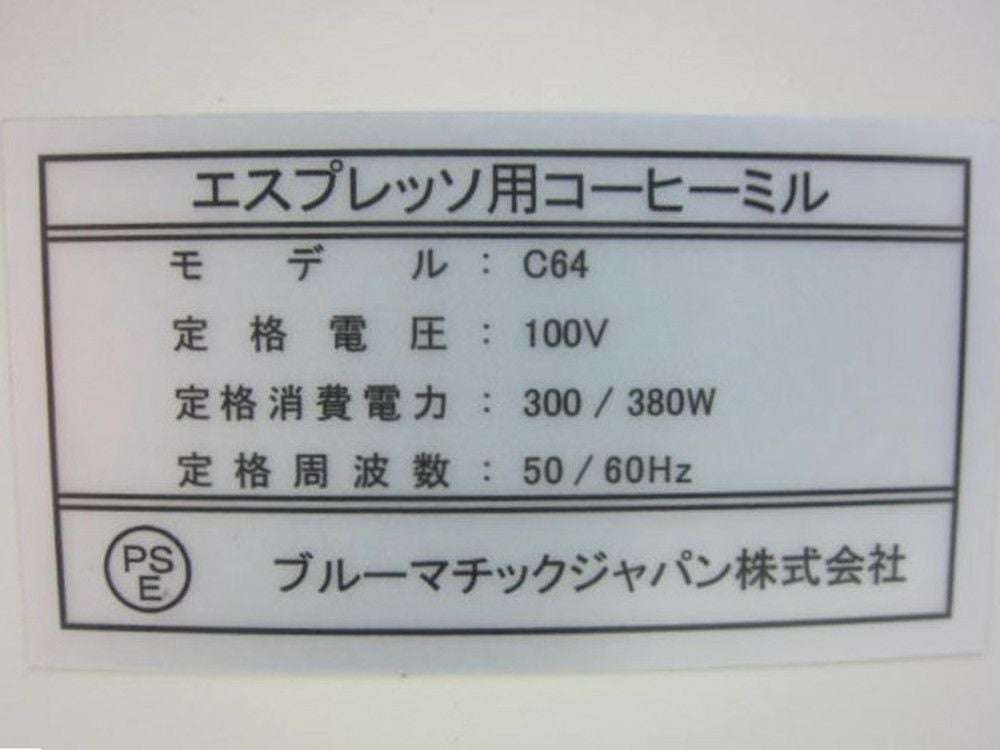 エスプレッソ用コーヒーミル
モデル：C64
定格電圧：100V
定格消費電力：300 / 380W
定格周波数：50 / 60Hz
PS
E
ブルーマチックジャパン株式会社